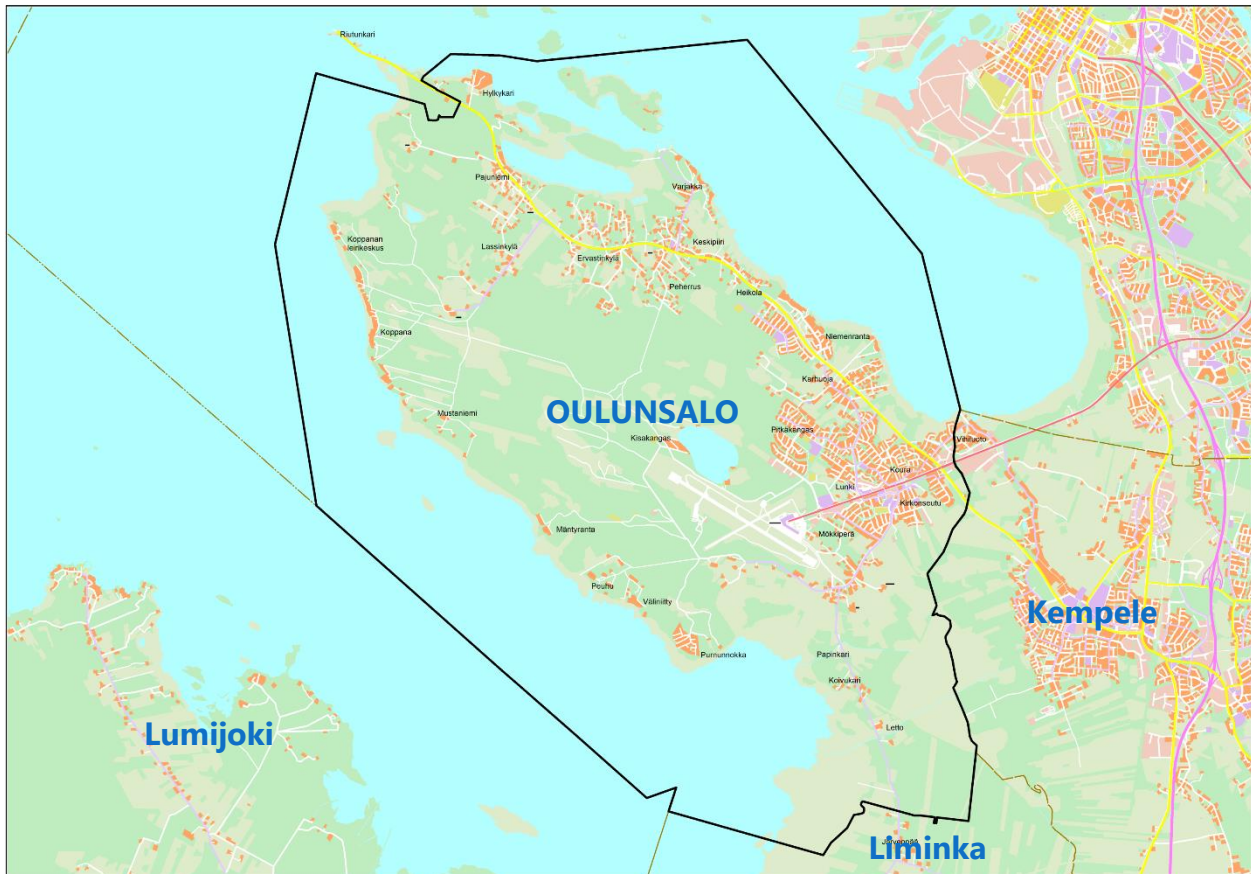 Riutunkari
Hylkykari
Pajuniemi
Varjakka
Koppanan
leirikeskus
Lassinkylä
Ervastinkylä
Keskipiiri
Peherrus
Heikola
Koppana
Niemenranta
Karhuoja
Mustaniemi
OULUNSALO
Pitkäkangas
Kisakangas
Vihiluoto
Koura
Lunki
Kirkonseutu
Mäntyranta
Mökkiperä
Pouhu
Väliniitty
Kempele
Purnunnokka
Papinkari
Koivukari
Lumijoki
Letto
Liminka